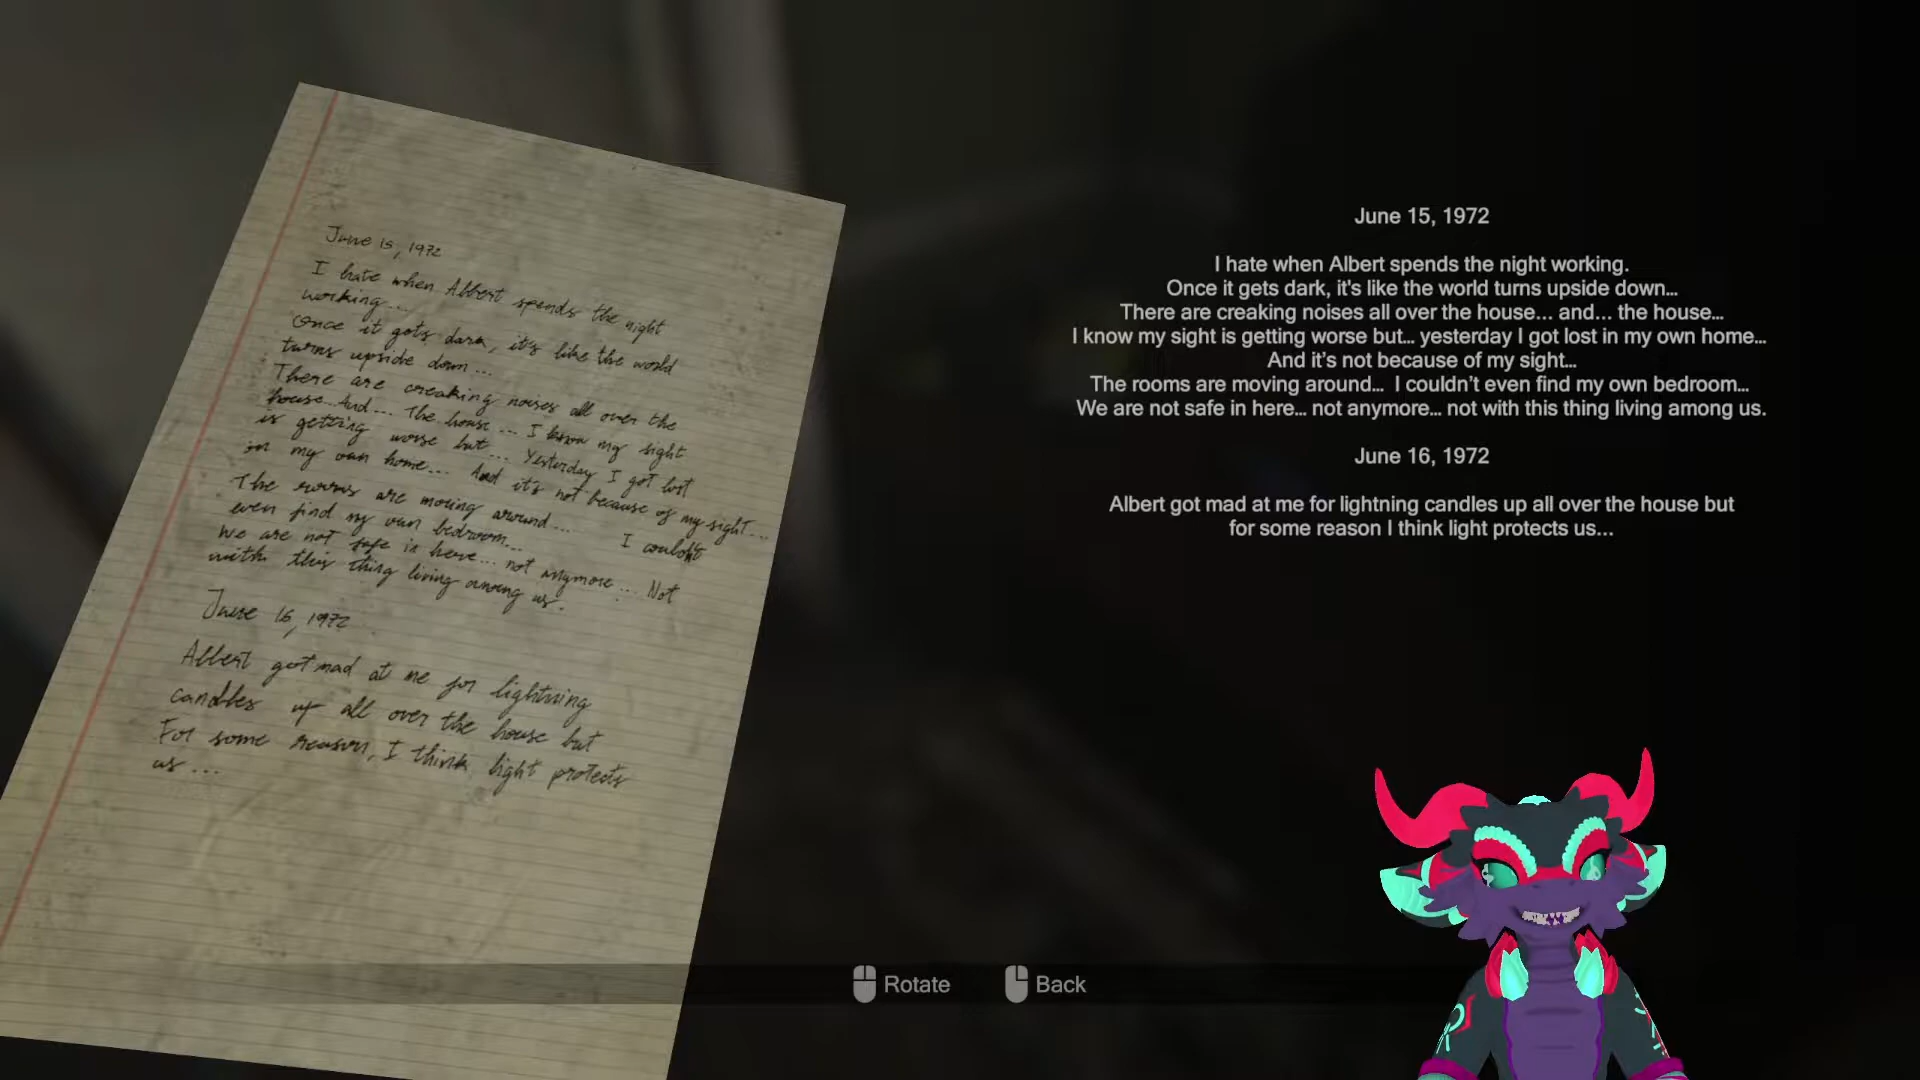 June 15, 1972
I hate when Albert spends the night
working...
Once it gets dark, it's like the world
turns upside down...
There are creaking noises all over the
house... And... The house... I know my sight
is getting worse but... Yesterday I got lost
in my own home... And it's not because of my sight...
The rooms are moving around... I couldn't
even find my own bedroom...
We are not safe in here... not anymore... Not
with this thing living among us.
June 16, 1972
Albert got mad at me for lightning
candles up all over the house but
For some reason, I think light protects
us...
June 15, 1972
I hate when Albert spends the night working.
Once it gets dark, it's like the world turns upside down...
There are creaking noises all over the house... and... the house...
I know my sight is getting worse but... yesterday I got lost in my own home...
And it's not because of my sight...
The rooms are moving around... I couldn't even find my own bedroom...
We are not safe in here... not anymore... not with this thing living among us.
June 16, 1972
Albert got mad at me for lightning candles up all over the house but
for some reason I think light protects us...
Rotate
Back